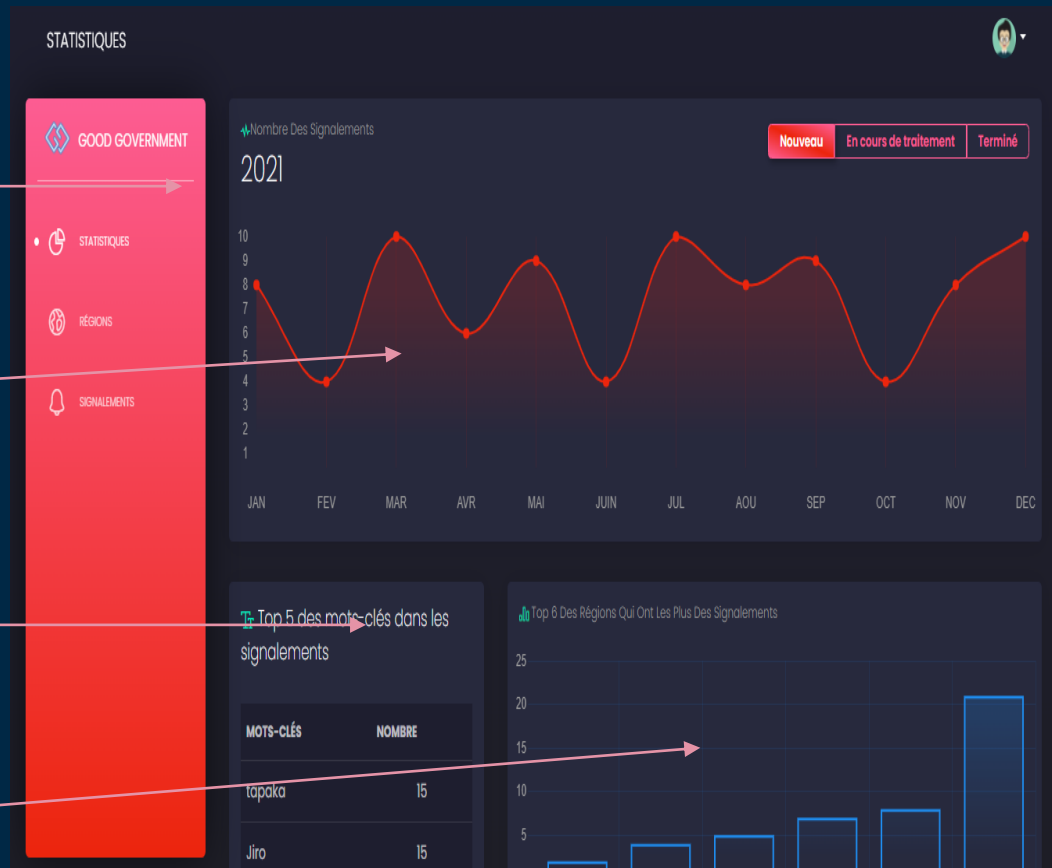 STATISTIQUES
GOOD GOVERNMENT
STATISTIQUES
RÉGIONS
SIGNALEMENTS
Nombre Des Signalements
2021
Nouveau En cours de traitement Terminé
10
9
8
7
6
5
4
3
2
1
JAN FEV MAR AVR MAI JUIN JUL AOU SEP OCT NOV DEC
Top 5 des mots-clés dans les
signalements
MOTS-CLÉS NOMBRE
tapaka 15
Jiro 15
Top 6 Des Régions Qui Ont Les Plus Des Signalements
25
20
15
10
5